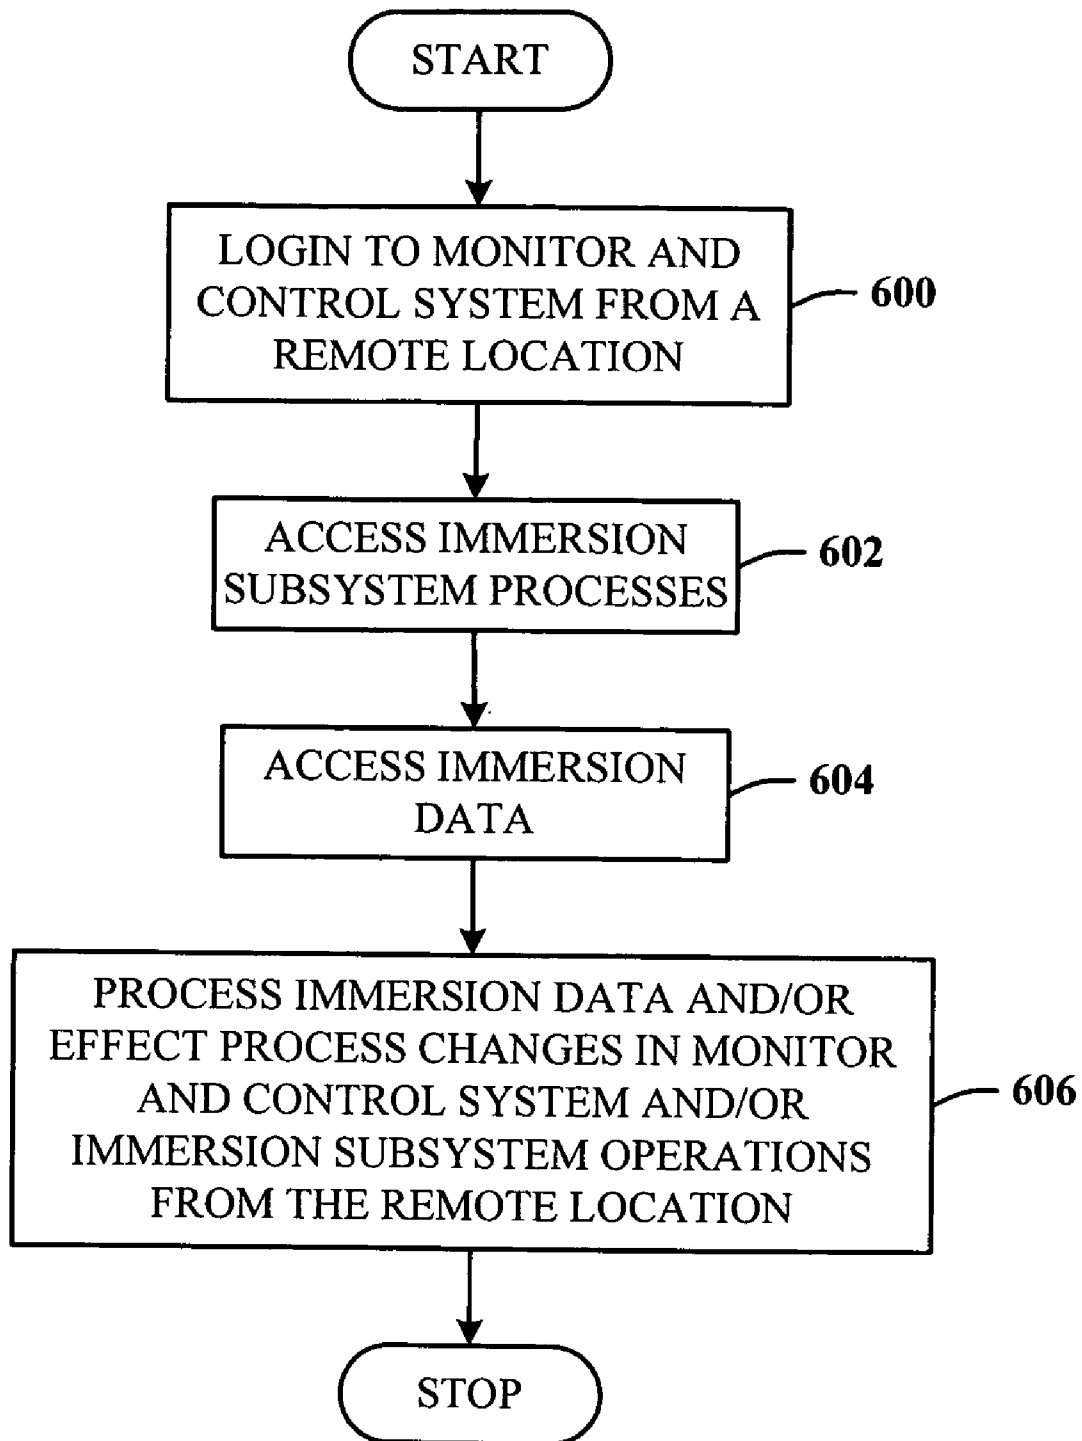 START
LOGIN TO MONITOR AND
CONTROL SYSTEM FROM A
REMOTE LOCATION
600
ACCESS IMMERSION
SUBSYSTEM PROCESSES
602
ACCESS IMMERSION
DATA
604
PROCESS IMMERSION DATA AND/OR
EFFECT PROCESS CHANGES IN MONITOR
AND CONTROL SYSTEM AND/OR
IMMERSION SUBSYSTEM OPERATIONS
FROM THE REMOTE LOCATION
606
STOP